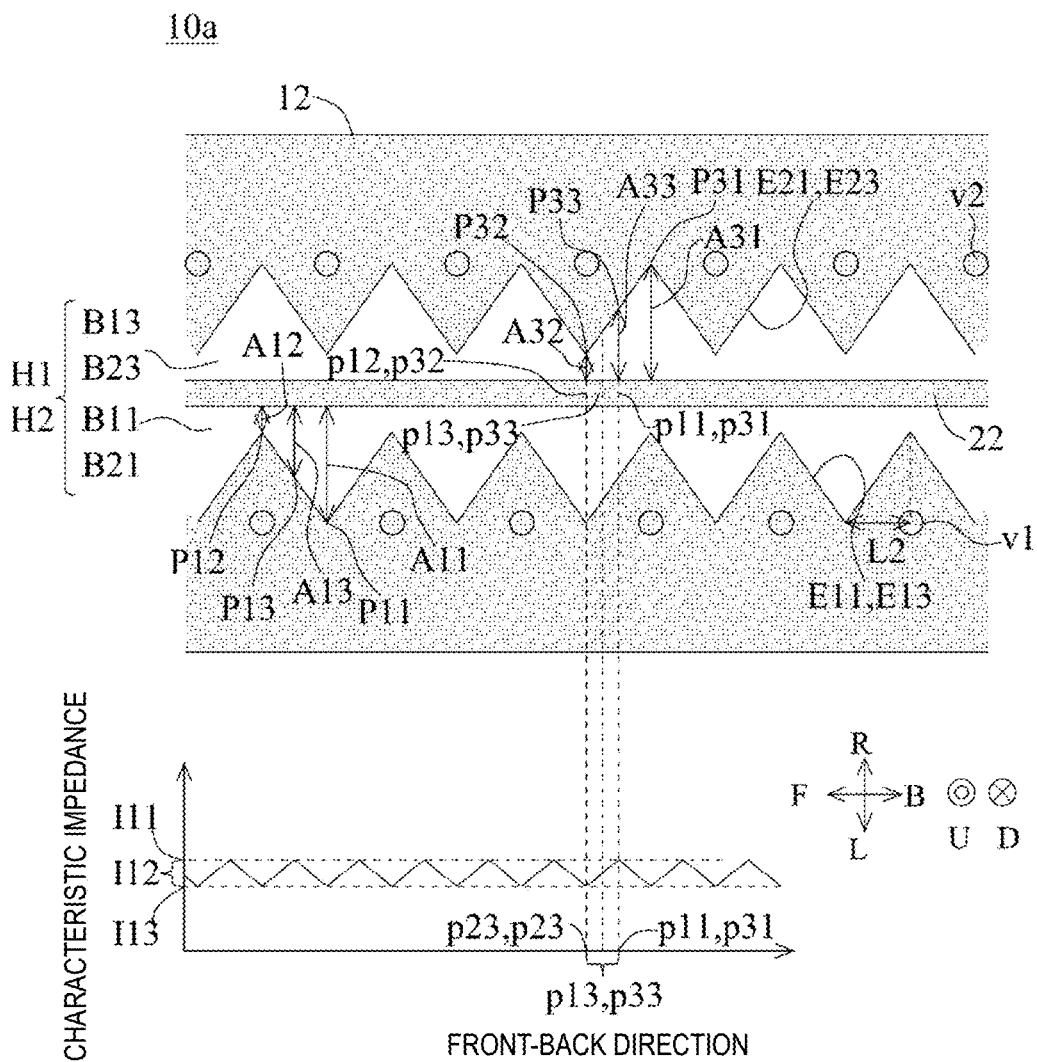 10a
12
P33 A33 P31 E21,E23
P32 A31 v2
B13 A12 A32
H1 B23 p12,p32
H2 B11 p13,p33 p11,p31 22
B21
P12 A11 L2 v1
P13 A13 P11 E11,E13
CHARACTERISTIC IMPEDANCE
I11
I12
I13
R
F B
L U D
p23,p23 p11,p31
p13,p33
FRONT-BACK DIRECTION